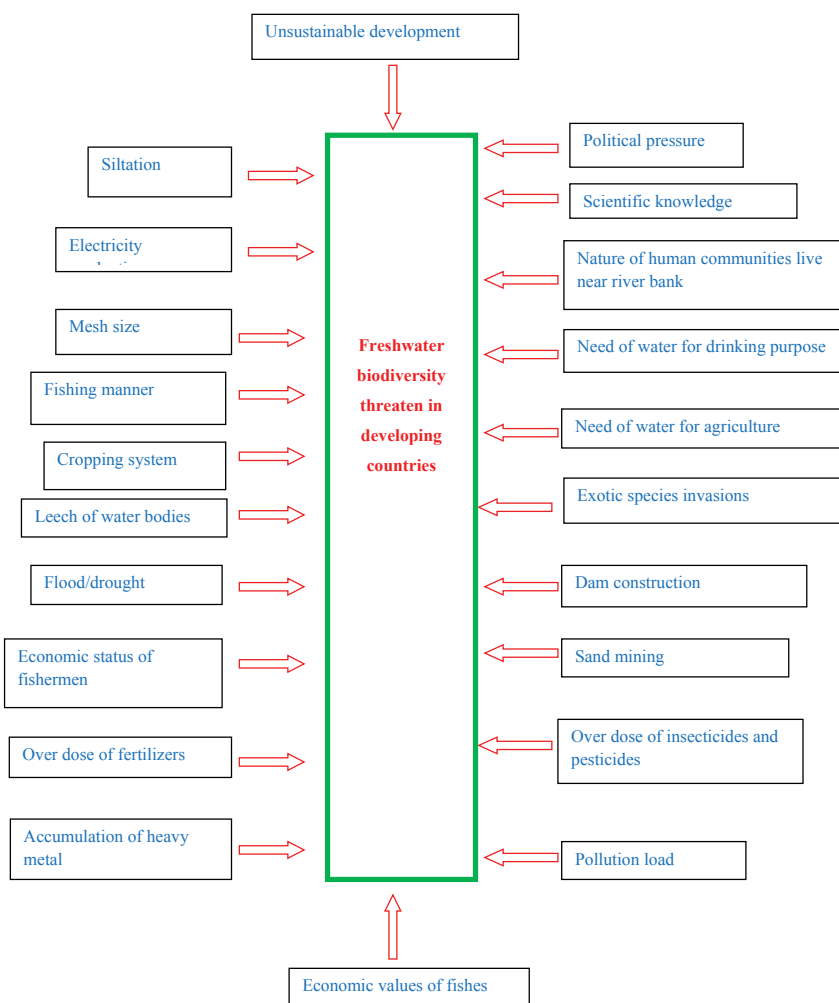 Unsustainable development
Siltation
Electricity
Mesh size
Fishing manner
Cropping system
Leech of water bodies
Flood/drought
Economic status of
fishermen
Over dose of fertilizers
Accumulation of heavy
metal
Freshwater
biodiversity
threaten in
developing
countries
Political pressure
Scientific knowledge
Nature of human communities live
near river bank
Need of water for drinking purpose
Need of water for agriculture
Exotic species invasions
Dam construction
Sand mining
Over dose of insecticides and
pesticides
Pollution load
Economic values of fishes